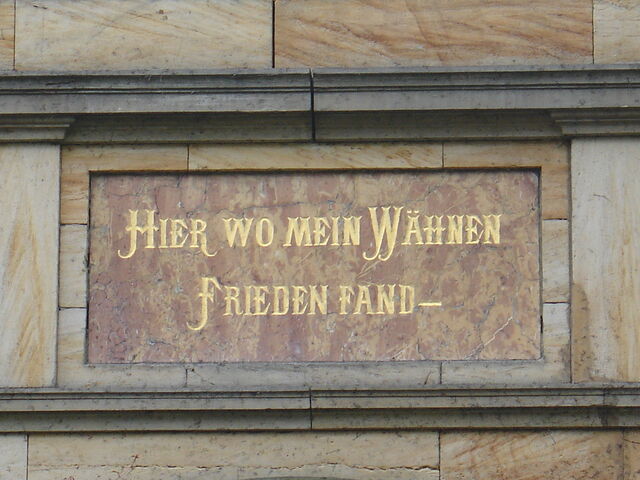 Hier wo mein Wähnen
Frieden fand—